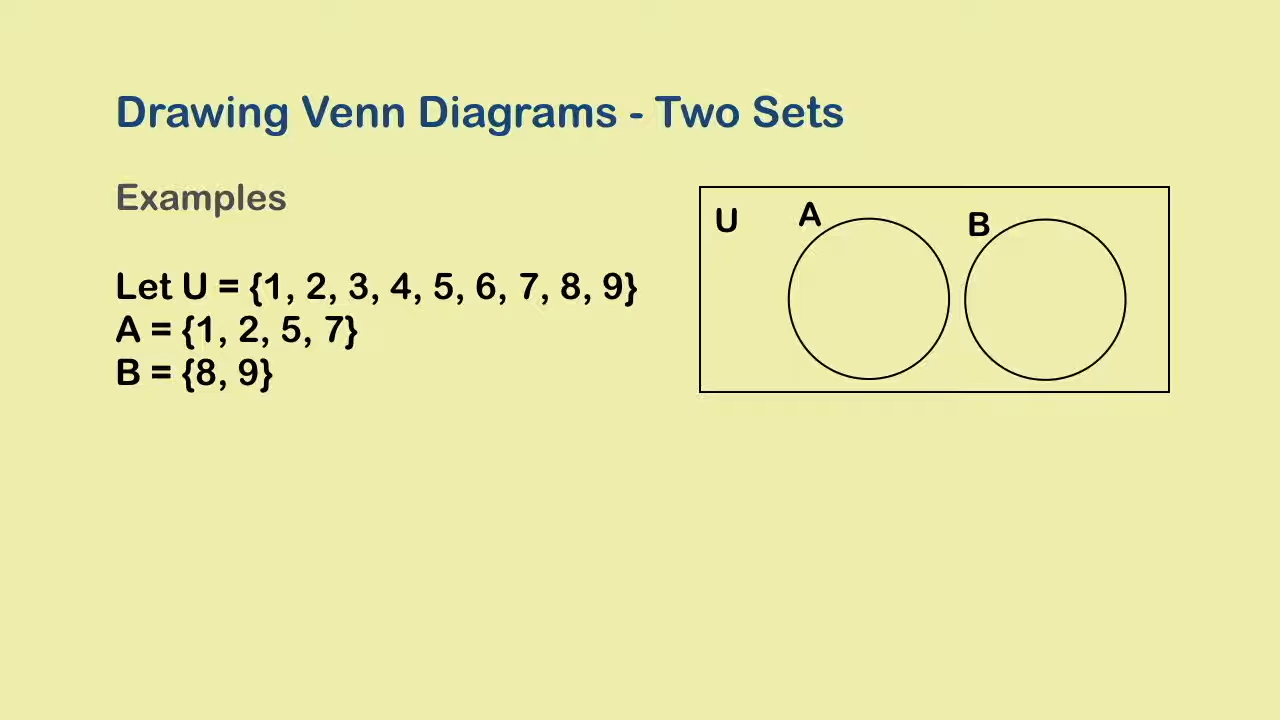 Drawing Venn Diagrams - Two Sets
Examples
Let U = {1, 2, 3, 4, 5, 6, 7, 8, 9}
A = {1, 2, 5, 7}
B = {8, 9}
U
A
B